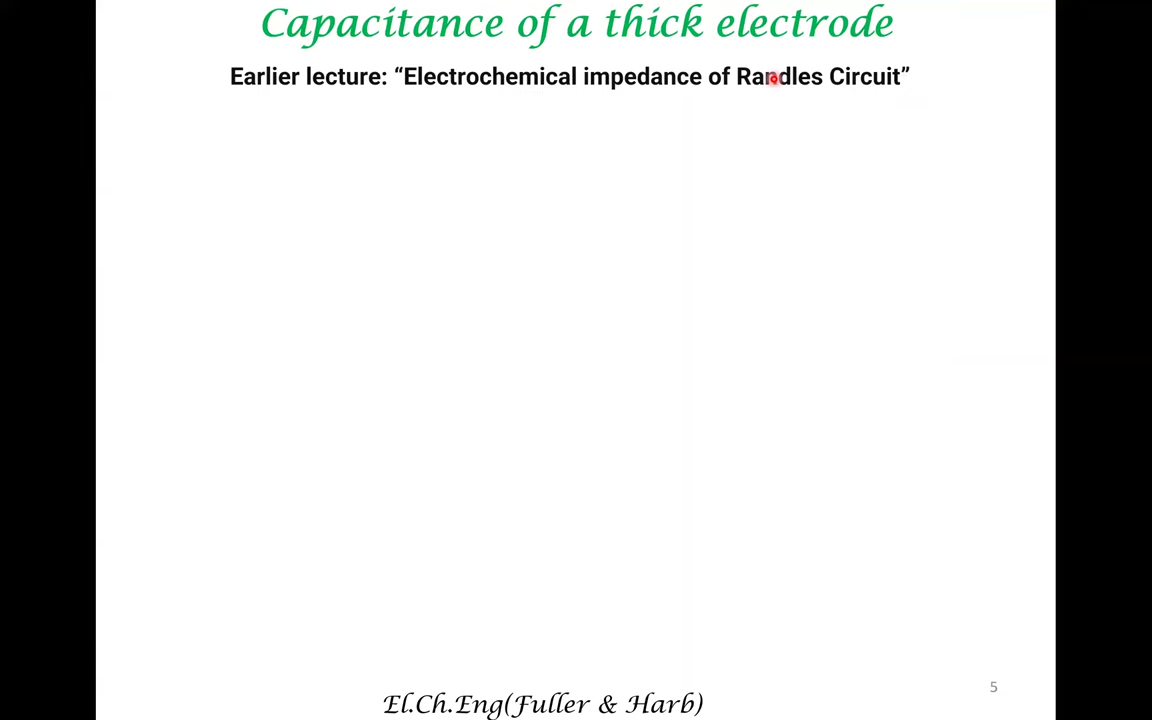 Capacitance of a thick electrode
Earlier lecture: “Electrochemical impedance of Randles Circuit”
5
El.Ch.Eng(Fuller & Harb)